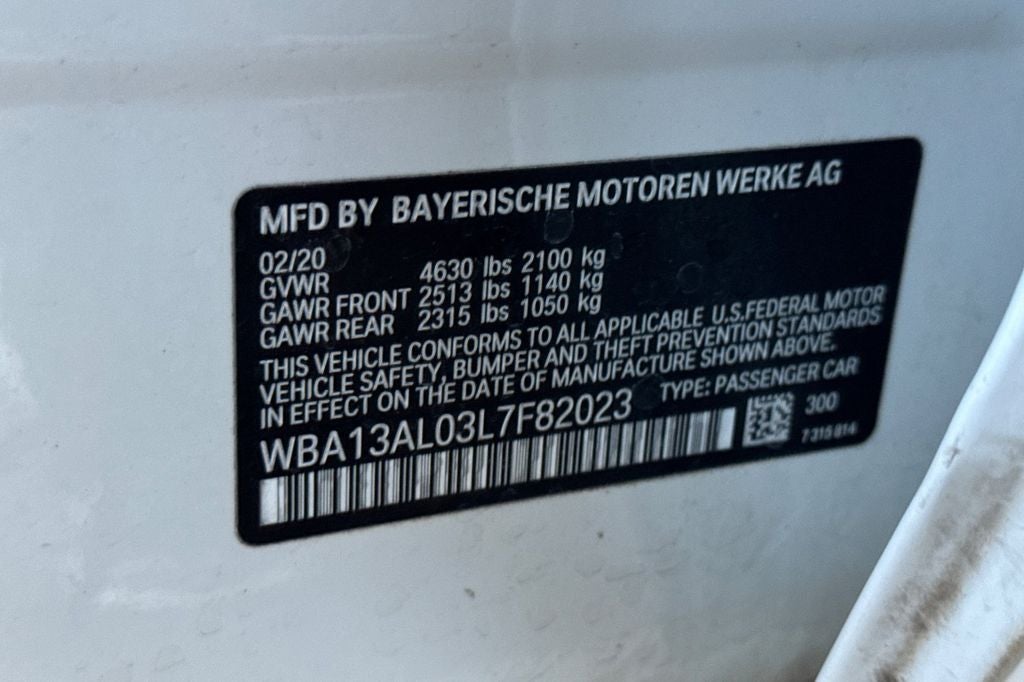 MFD BY BAYERISCHE MOTOREN WERKE AG
02/20
GVWR 4630 lbs 2100 kg
GAWR FRONT 2513 lbs 1140 kg
GAWR REAR 2315 lbs 1050 kg
THIS VEHICLE CONFORMS TO ALL APPLICABLE U.S.FEDERAL MOTOR
VEHICLE SAFETY, BUMPER AND THEFT PREVENTION STANDARDS
IN EFFECT ON THE DATE OF MANUFACTURE SHOWN ABOVE.
WBA13AL03L7F82023 TYPE: PASSENGER CAR
300
7 315 814